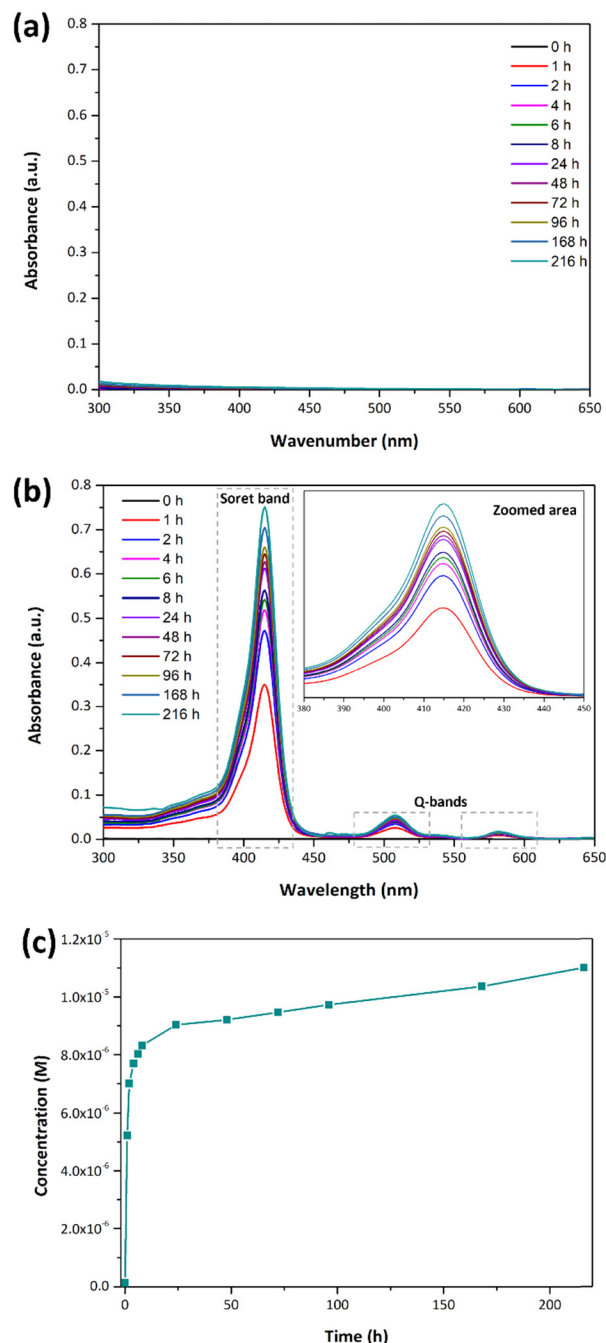 (a)
0.8
0.7
0.6
0.5
0.4
0.3
0.2
0.1
0.0
Absorbance (a.u.)
0 h
1 h
2 h
4 h
6 h
8 h
24 h
48 h
72 h
96 h
168 h
216 h
300 350 400 450 500 550 600 650
Wavenumber (nm)
(b)
0.8
0.7
0.6
0.5
0.4
0.3
0.2
0.1
0.0
Absorbance (a.u.)
0 h
1 h
2 h
4 h
6 h
8 h
24 h
48 h
72 h
96 h
168 h
216 h
Soret band
Zoomed area
380 390 400 410 420 430 440 450
Q-bands
300 350 400 450 500 550 600 650
Wavelength (nm)
(c)
1.2x10⁻⁵
1.0x10⁻⁵
8.0x10⁻⁶
6.0x10⁻⁶
4.0x10⁻⁶
2.0x10⁻⁶
0.0
Concentration (M)
0 50 100 150 200
Time (h)